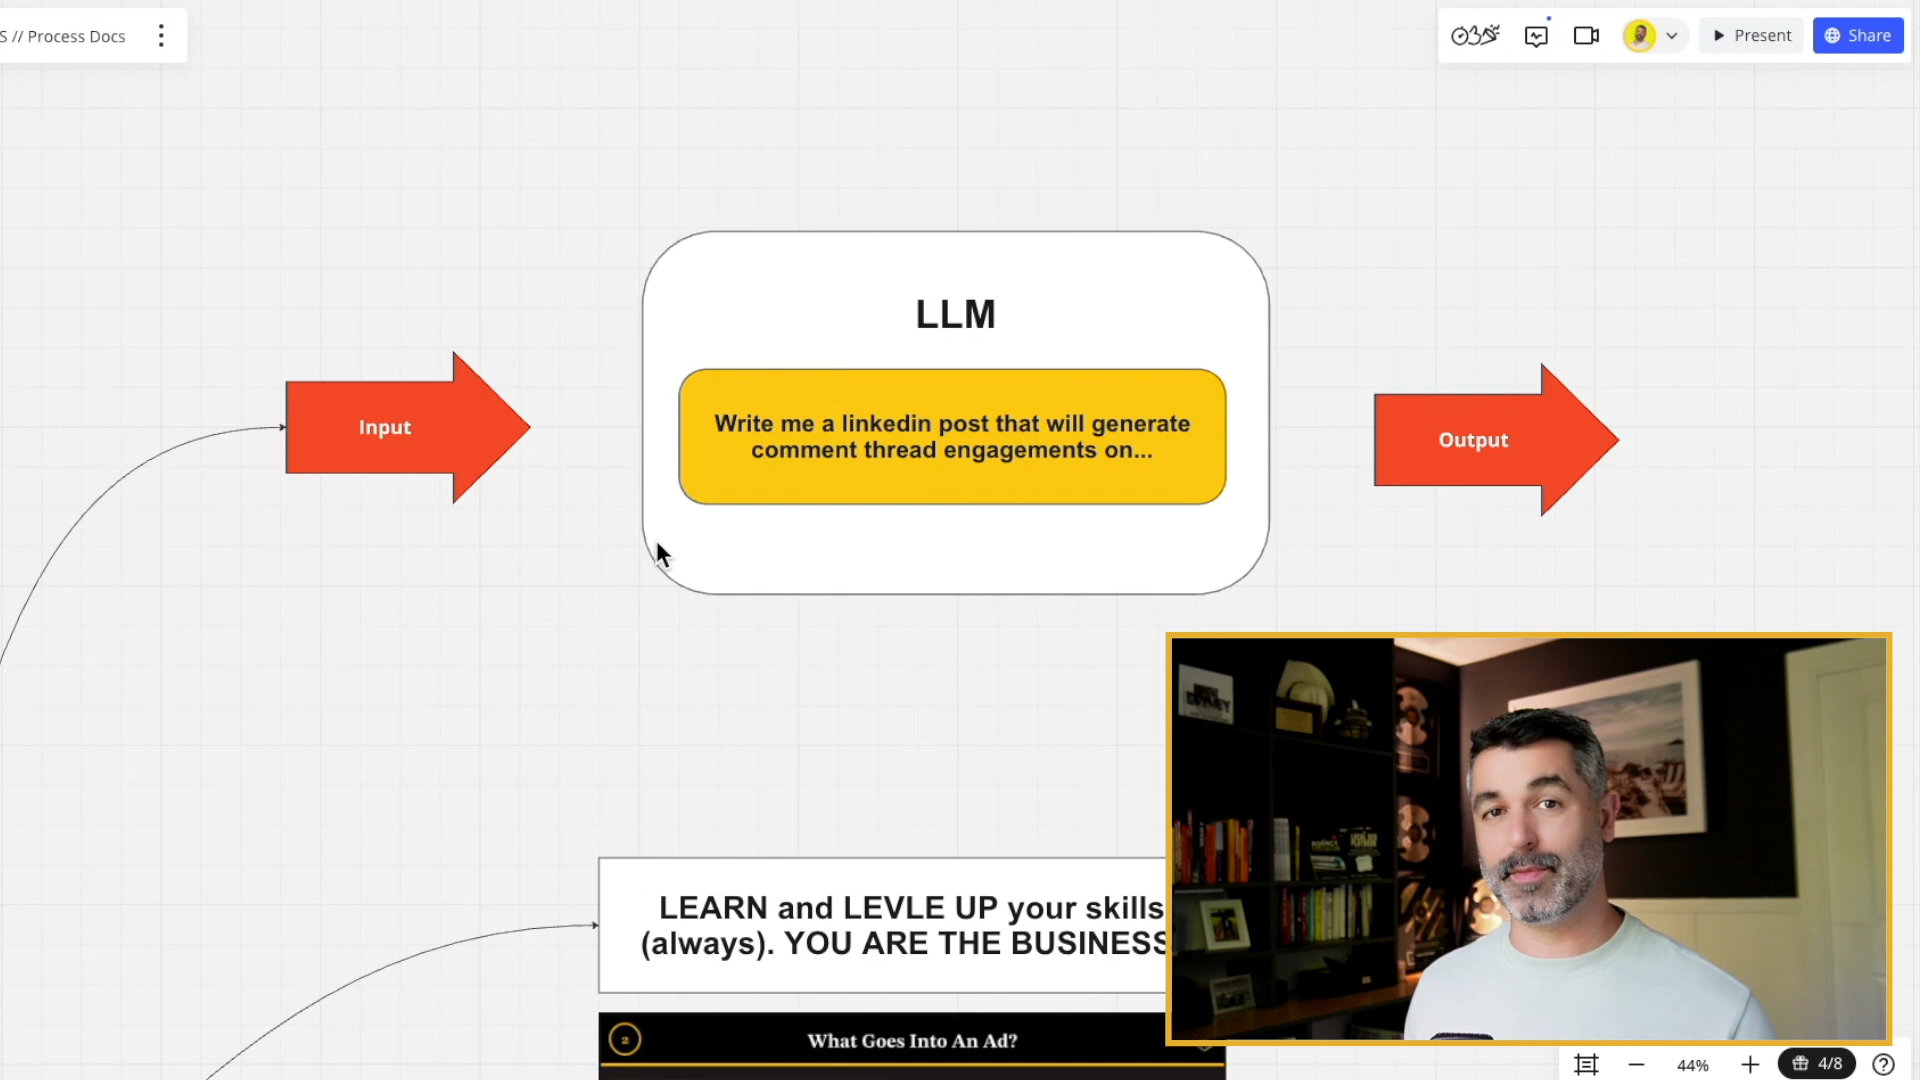 S // Process Docs
Present
Share
LLM
Write me a linkedin post that will generate
comment thread engagements on...
Input
Output
LEARN and LEVLE UP your skills
(always). YOU ARE THE BUSINESS
2
What Goes Into An Ad?
44%
4/8